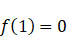 f(1) = 0